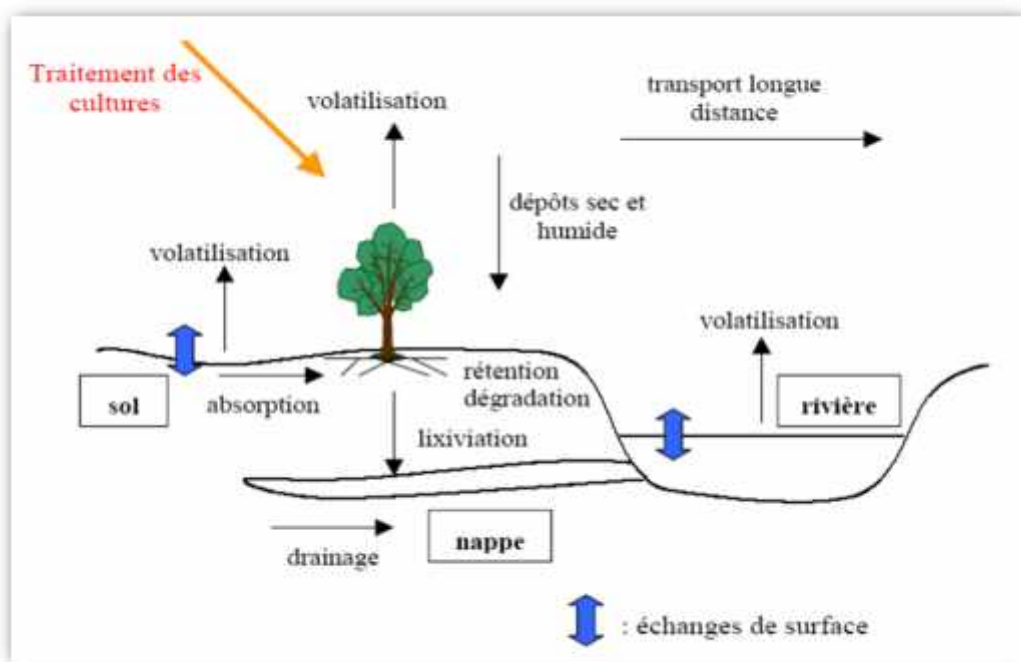 Traitement des
cultures
volatilisation
transport longue
distance
dépôts sec et
humide
volatilisation
volatilisation
sol
absorption
rétention
dégradation
rivière
lixiviation
drainage
nappe
: échanges de surface